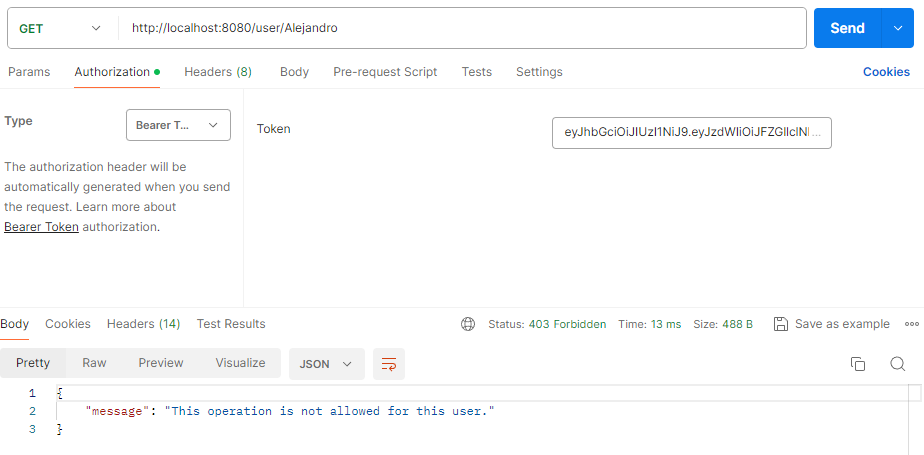 GET http://localhost:8080/user/Alejandro Send
Params Authorization Headers (8) Body Pre-request Script Tests Settings Cookies
Type Bearer T... Token
The authorization header will be
automatically generated when you send
the request. Learn more about
Bearer Token authorization.
Body Cookies Headers (14) Test Results Status: 403 Forbidden Time: 13 ms Size: 488 B Save as example
Pretty Raw Preview Visualize JSON
1 {
2 "message": "This operation is not allowed for this user."
3 }